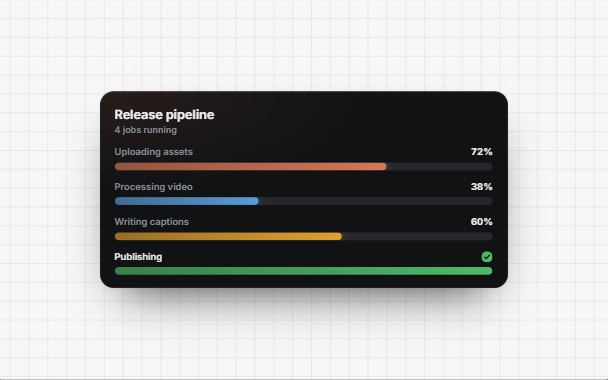 Release pipeline
4 jobs running
Uploading assets 72%
Processing video 38%
Writing captions 60%
Publishing